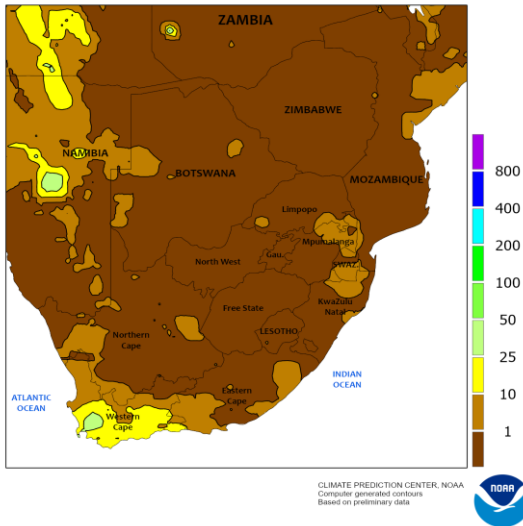 ZAMBIA
ZIMBABWE
NAMIBIA
BOTSWANA
MOZAMBIQUE
Limpopo
Mpumalanga
North West
Gau.
SWAZ.
Free State
Kwazulu
Natal
LESOTHO
Northern
Cape
Eastern
Cape
Western
Cape
ATLANTIC
OCEAN
INDIAN
OCEAN
800
400
200
100
50
25
10
1
CLIMATE PREDICTION CENTER, NOAA
Computer generated contours
Based on preliminary data
NOAA